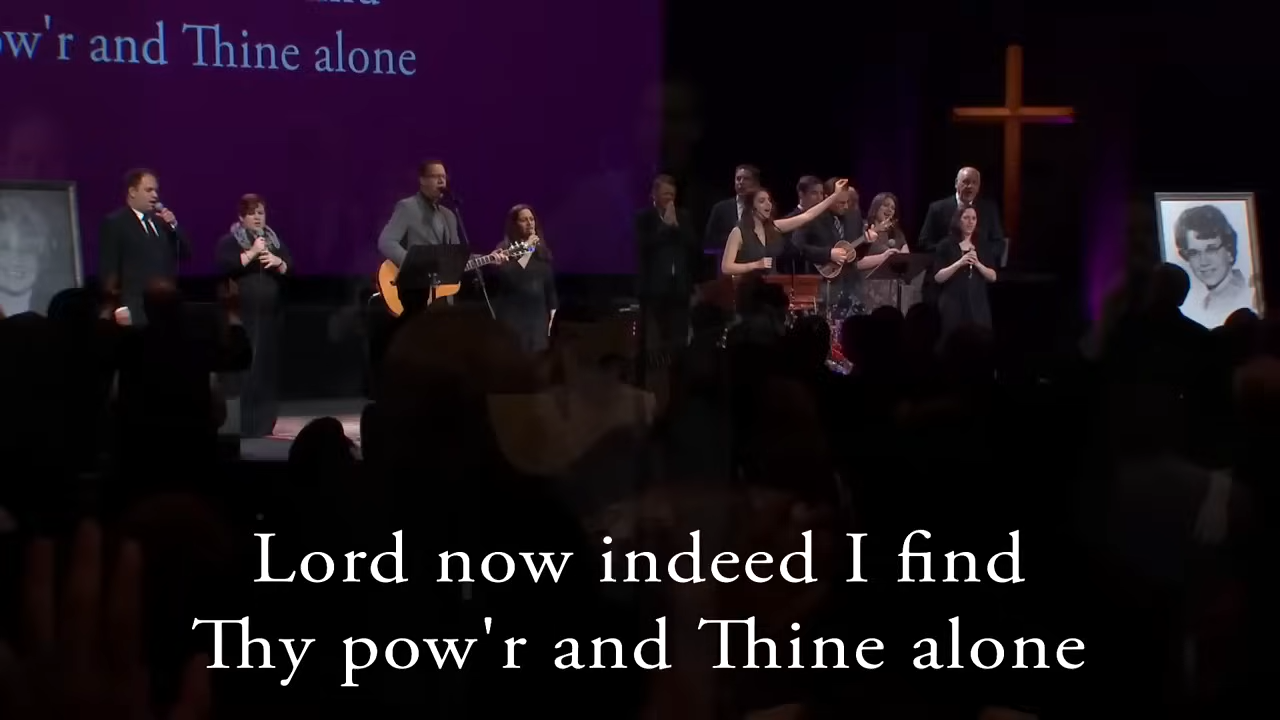 pow'r and Thine alone
Lord now indeed I find
Thy pow'r and Thine alone